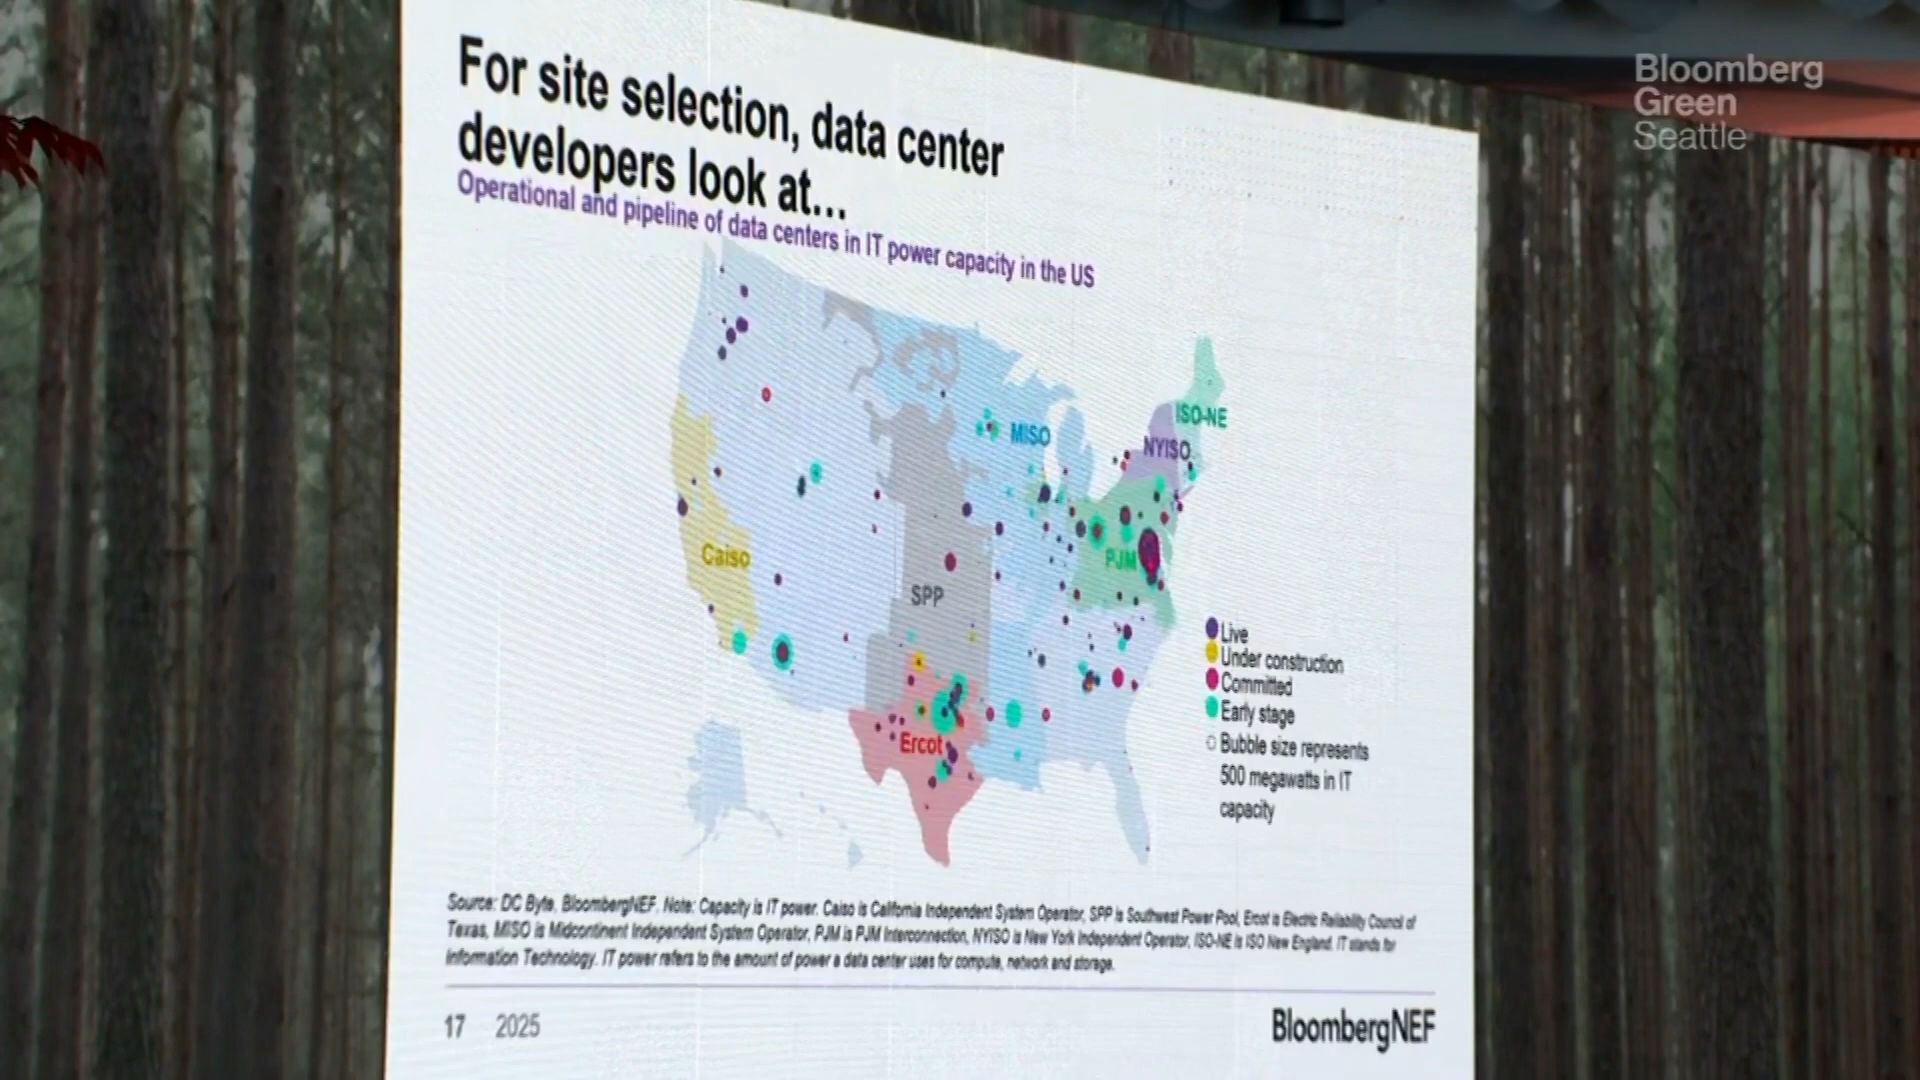 For site selection, data center
developers look at...
Operational and pipeline of data centers in IT power capacity in the US
Bloomberg
Green
Seattle
ISO-NE
MISO
NYISO
Caiso
PJM
SPP
Ercot
Live
Under construction
Committed
Early stage
Bubble size represents
500 megawatts in IT
capacity
Source: DC Byte, BloombergNEF. Note: Capacity is IT power. Caiso is California Independent System Operator, SPP is Southwest Power Pool, Ercot is Electric Reliability Council of
Texas, MISO is Midcontinent Independent System Operator, PJM is PJM Interconnection, NYISO is New York Independent Operator, ISO-NE is ISO New England. IT stands for
Information Technology. IT power refers to the amount of power a data center uses for compute, network and storage.
17 2025
BloombergNEF